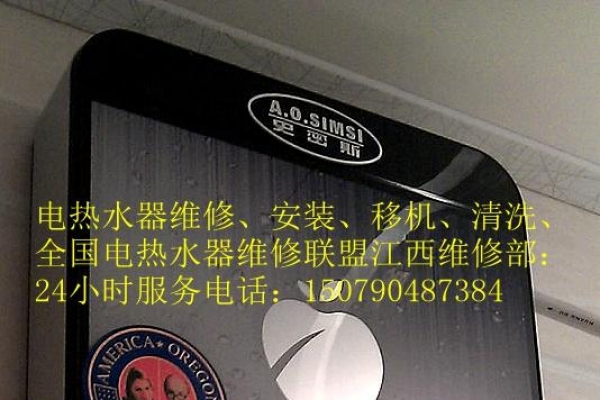 A.O.SIMSI
史密斯
电热水器维修、安装、移机、清洗、
全国电热水器维修联盟江西维修部：
24小时服务电话：150790487384
AMERICA★OREGON